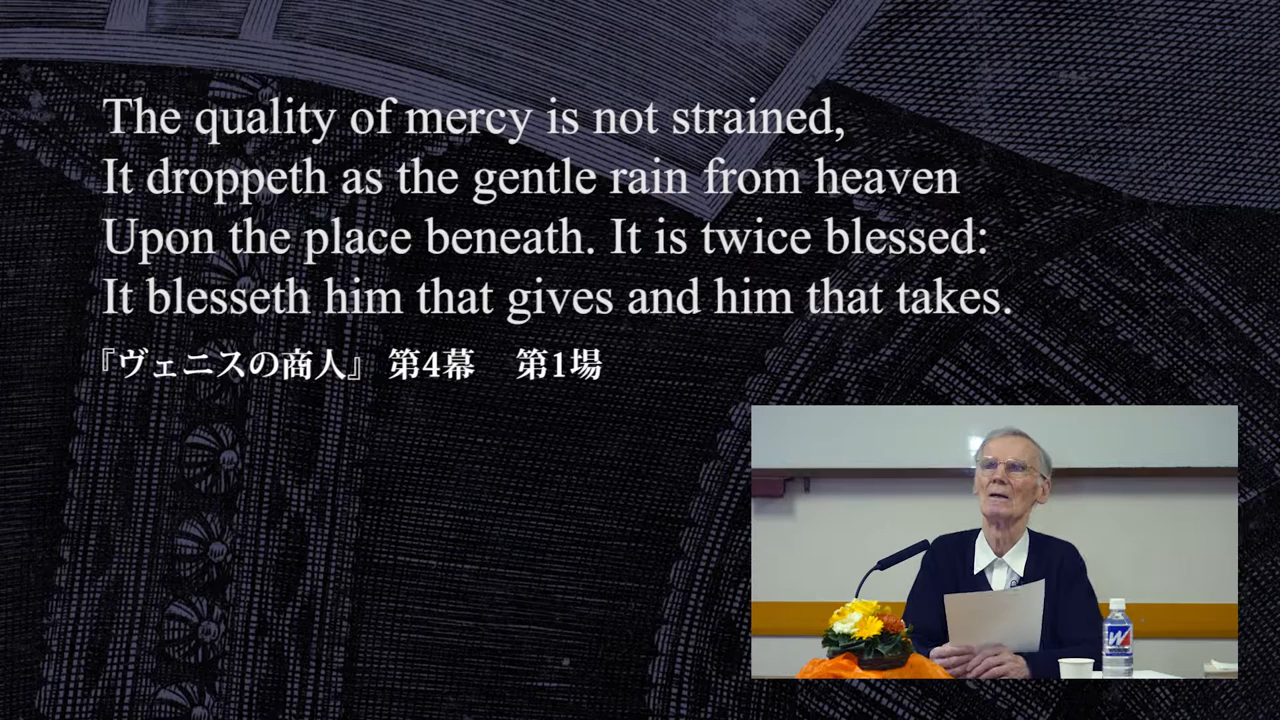 The quality of mercy is not strained,
It droppeth as the gentle rain from heaven
Upon the place beneath. It is twice blessed:
It blesseth him that gives and him that takes.
『ヴェニスの商人』 第4幕　第1場
W